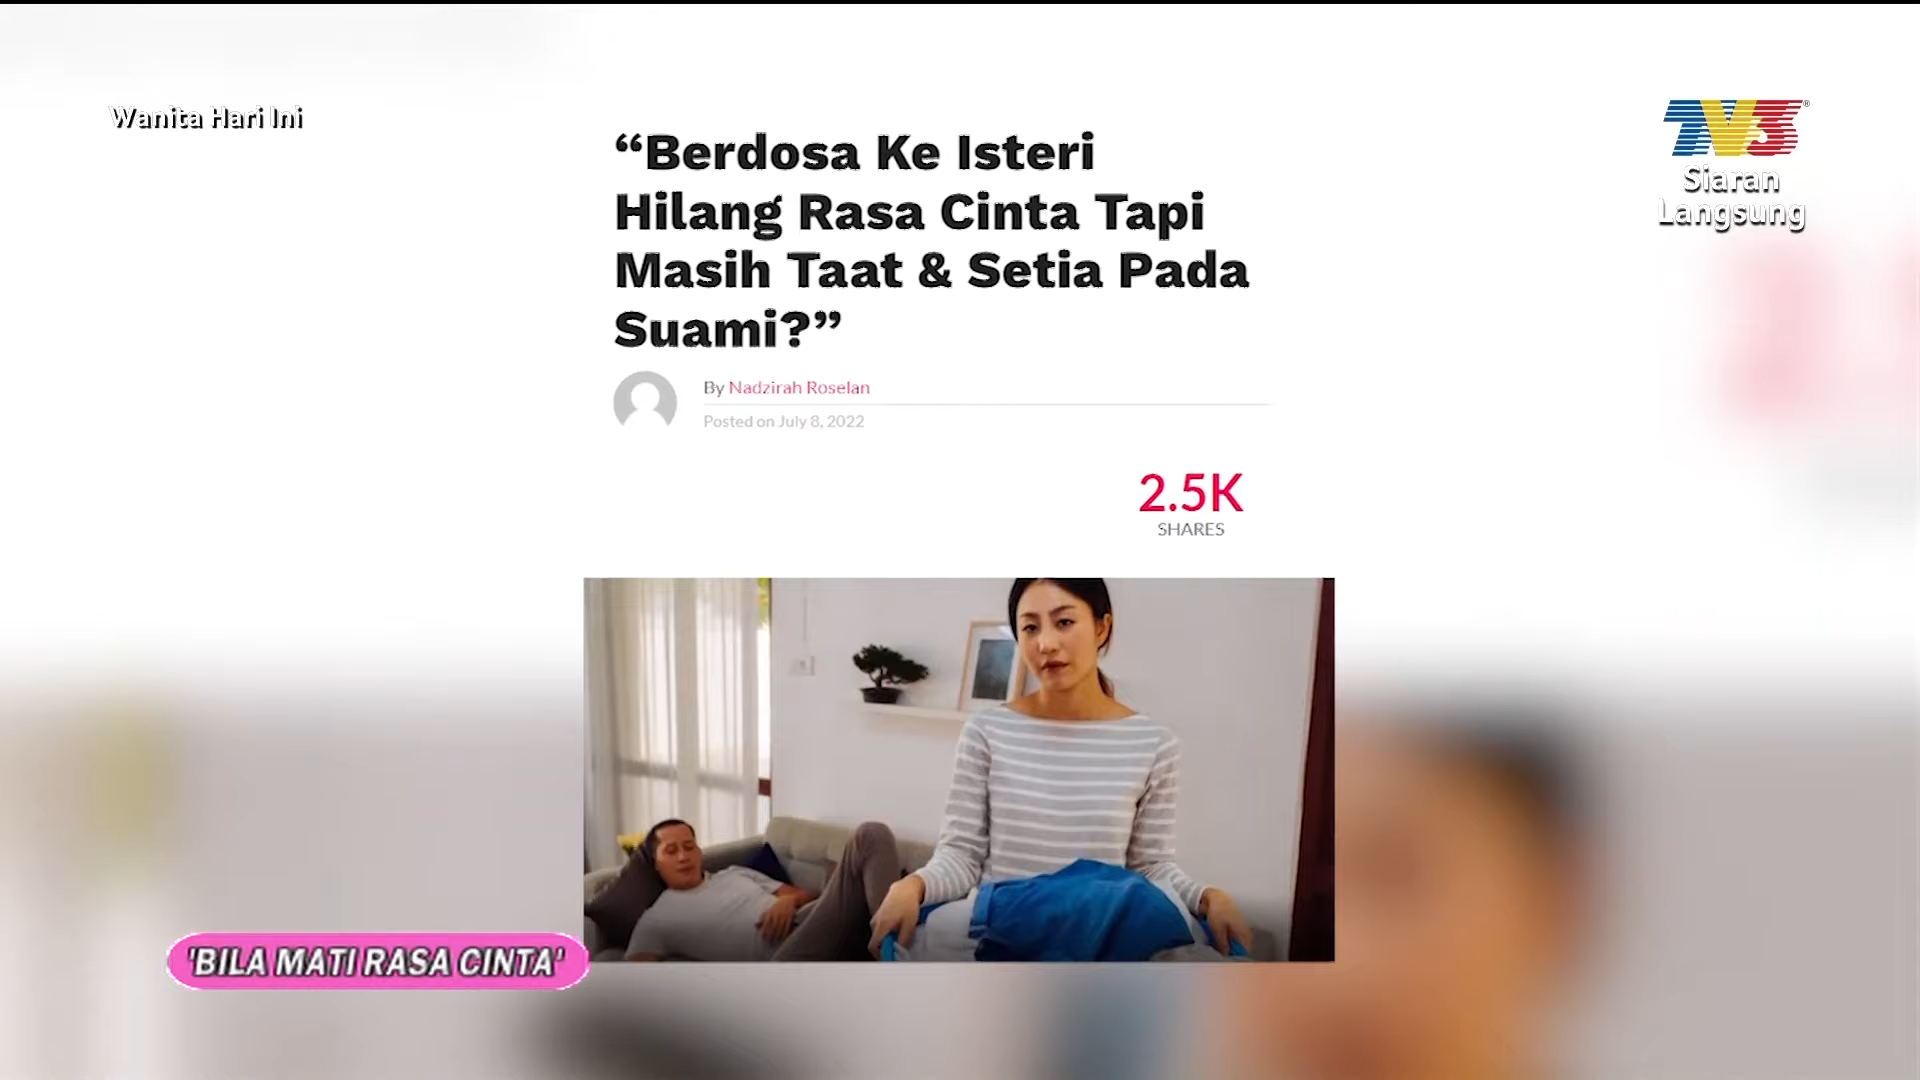 Wanita Hari Ini
TV3
Siaran
Langsung
“Berdosa Ke Isteri
Hilang Rasa Cinta Tapi
Masih Taat & Setia Pada
Suami?”
By Nadzirah Roselan
Posted on July 8, 2022
2.5K
SHARES
'BILA MATI RASA CINTA'